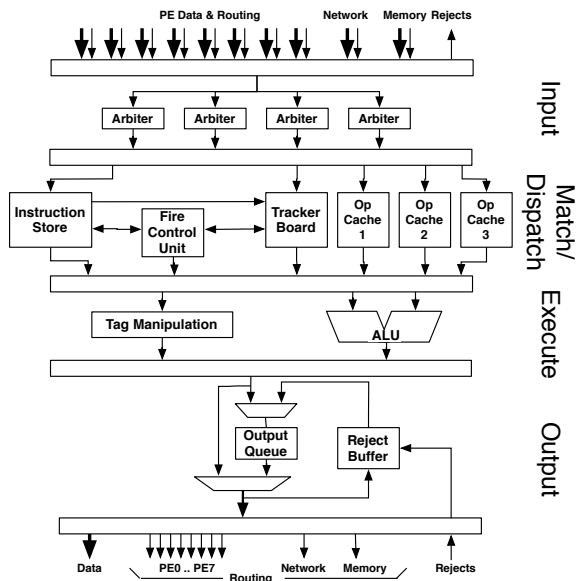 PE Data & Routing Network Memory Rejects
Input
Arbiter Arbiter Arbiter Arbiter
Match/
Dispatch
Instruction
Store
Fire
Control
Unit
Tracker
Board
Op
Cache
1
Op
Cache
2
Op
Cache
3
Execute
Tag Manipulation
ALU
Output
Output
Queue
Reject
Buffer
Data PE0 .. PE7 Network Memory Rejects
Routing